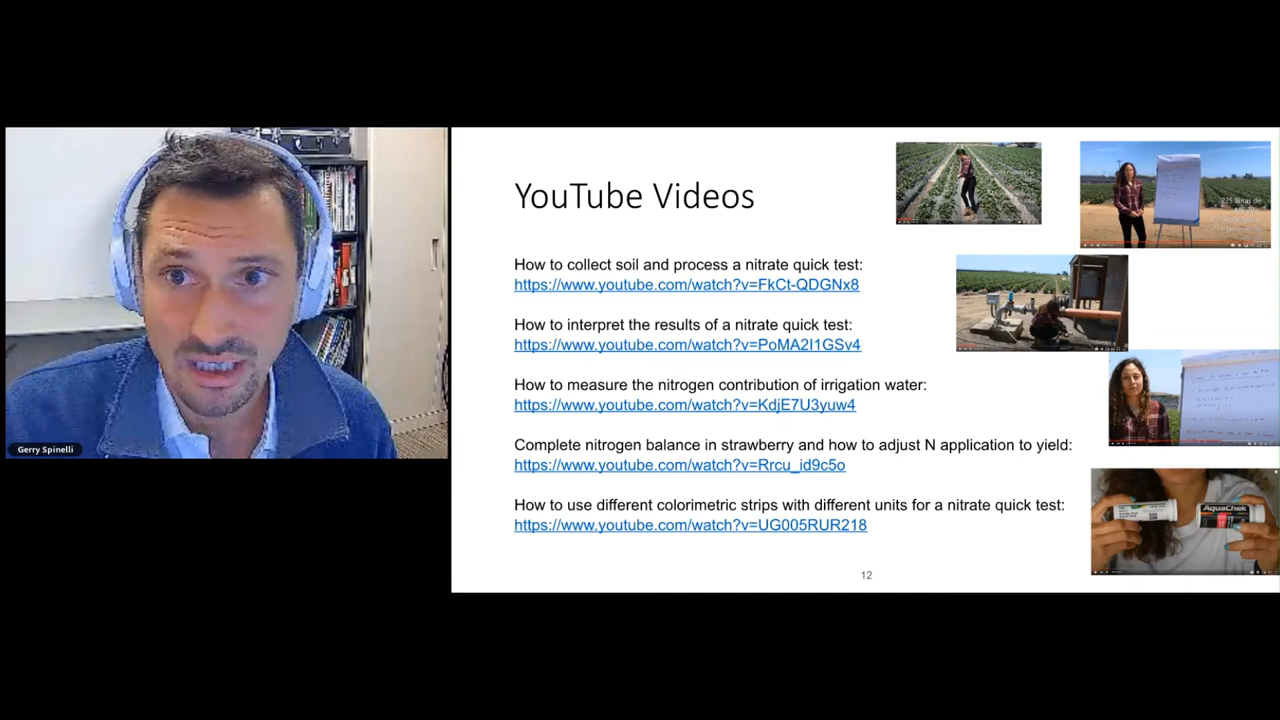 YouTube Videos
How to collect soil and process a nitrate quick test:
https://www.youtube.com/watch?v=FkCt-QDGNx8
How to interpret the results of a nitrate quick test:
https://www.youtube.com/watch?v=PoMA2I1GSv4
How to measure the nitrogen contribution of irrigation water:
https://www.youtube.com/watch?v=KdjE7U3yuw4
Complete nitrogen balance in strawberry and how to adjust N application to yield:
https://www.youtube.com/watch?v=Rrcu_id9c5o
How to use different colorimetric strips with different units for a nitrate quick test:
https://www.youtube.com/watch?v=UG005RUR218
12
Gerry Spinelli
225 libras de
AquaChek